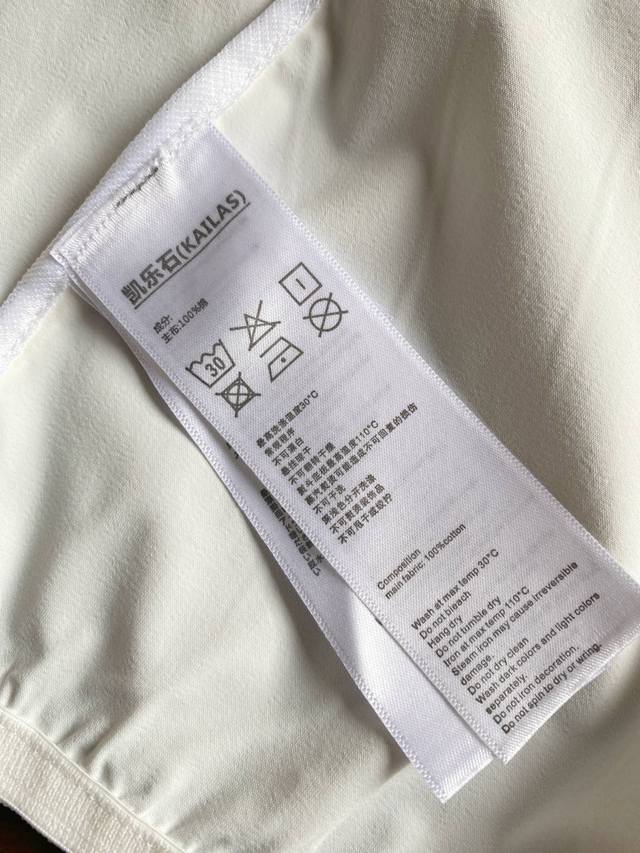 凯乐石(KAILAS)
成分:
主布:100%棉
30
最高洗涤温度30°C
常规程序
不可漂白
悬挂晾干
不可翻转干燥
熨斗底板最高温度110°C
蒸汽熨烫可能造成不可回复的损伤
不可干洗
深浅色分开洗涤
不可熨烫装饰品
不可甩干或绞拧
Composition
main fabric: 100%cotton
Wash at max temp 30°C
Do not bleach
Hang dry
Do not tumble dry
Iron at max temp 110°C
Steam iron may cause irreversible
damage.
Do not dry clean
Wash dark colors and light colors
separately.
Do not iron decoration.
Do not spin to dry or wring.